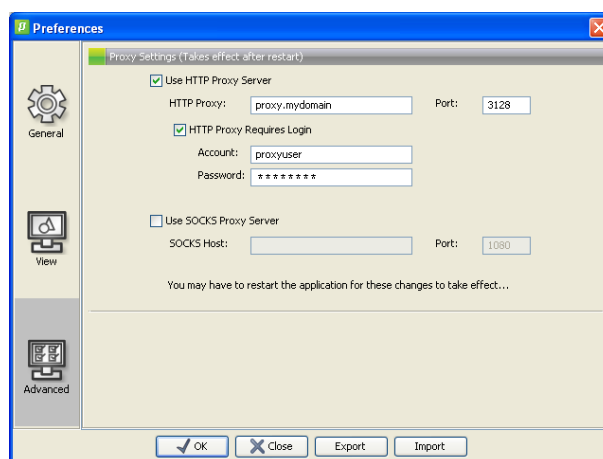 Preferences
Proxy Settings (Takes effect after restart)
Use HTTP Proxy Server
HTTP Proxy: proxy.mydomain Port: 3128
HTTP Proxy Requires Login
Account: proxyuser
Password: ********
Use SOCKS Proxy Server
SOCKS Host: Port: 1080
You may have to restart the application for these changes to take effect...
General
View
Advanced
OK Close Export Import